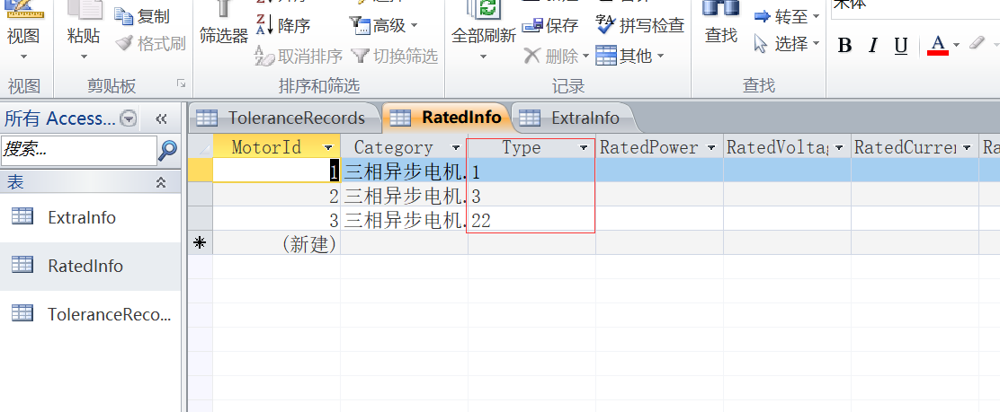 复制
视图
粘贴
格式刷
筛选器
降序
取消排序
高级
切换筛选
全部刷新
保存
拼写检查
删除
其他
查找
转至
选择
B I U A
视图
剪贴板
排序和筛选
记录
查找
所有 Access...
搜索...
表
ExtraInfo
RatedInfo
ToleranceReco...
ToleranceRecords
RatedInfo
ExtraInfo
MotorId Category Type RatedPower RatedVoltag RatedCurren Ra
1 三相异步电机. 1
2 三相异步电机. 3
3 三相异步电机. 22
(新建)